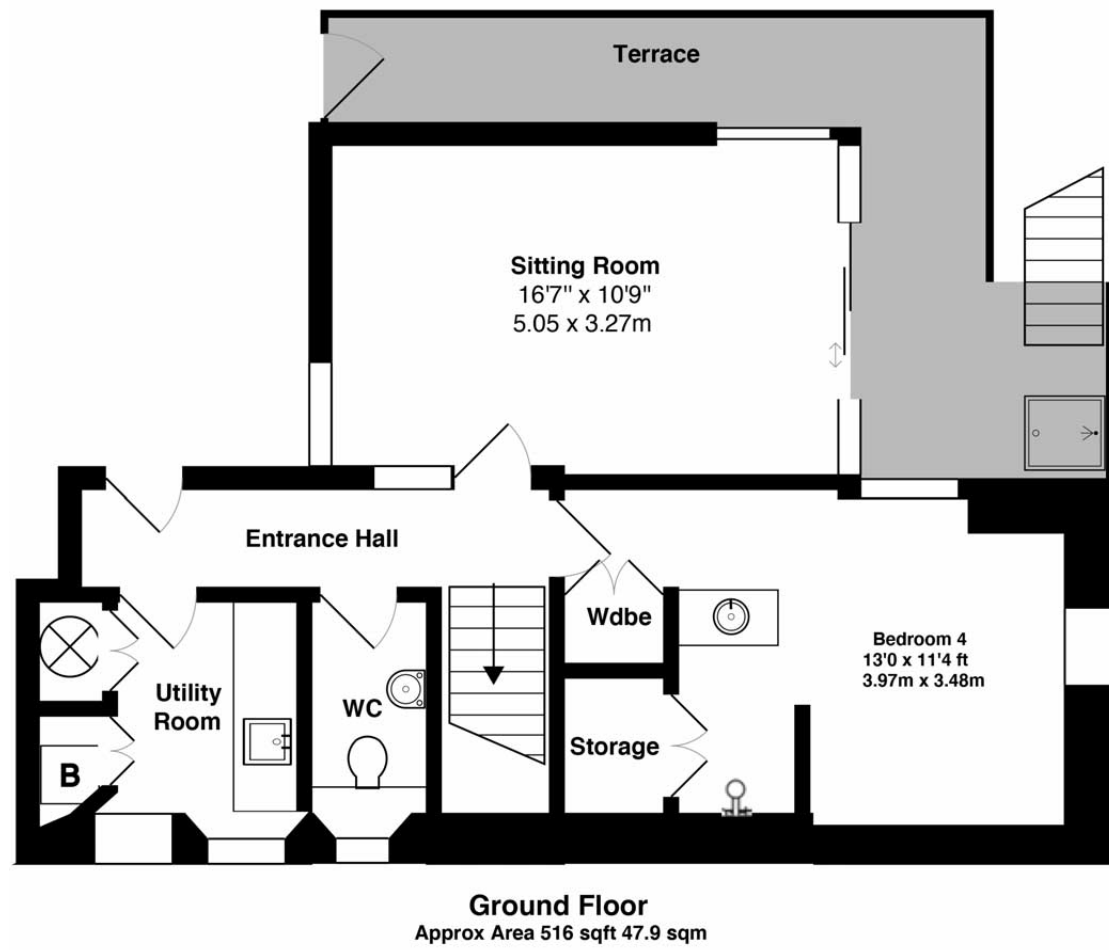 Terrace
Sitting Room
16'7" x 10'9"
5.05 x 3.27m
Entrance Hall
Wdbe
Bedroom 4
13'0 x 11'4 ft
3.97m x 3.48m
Utility
Room
WC
Storage
B
Ground Floor
Approx Area 516 sqft 47.9 sqm